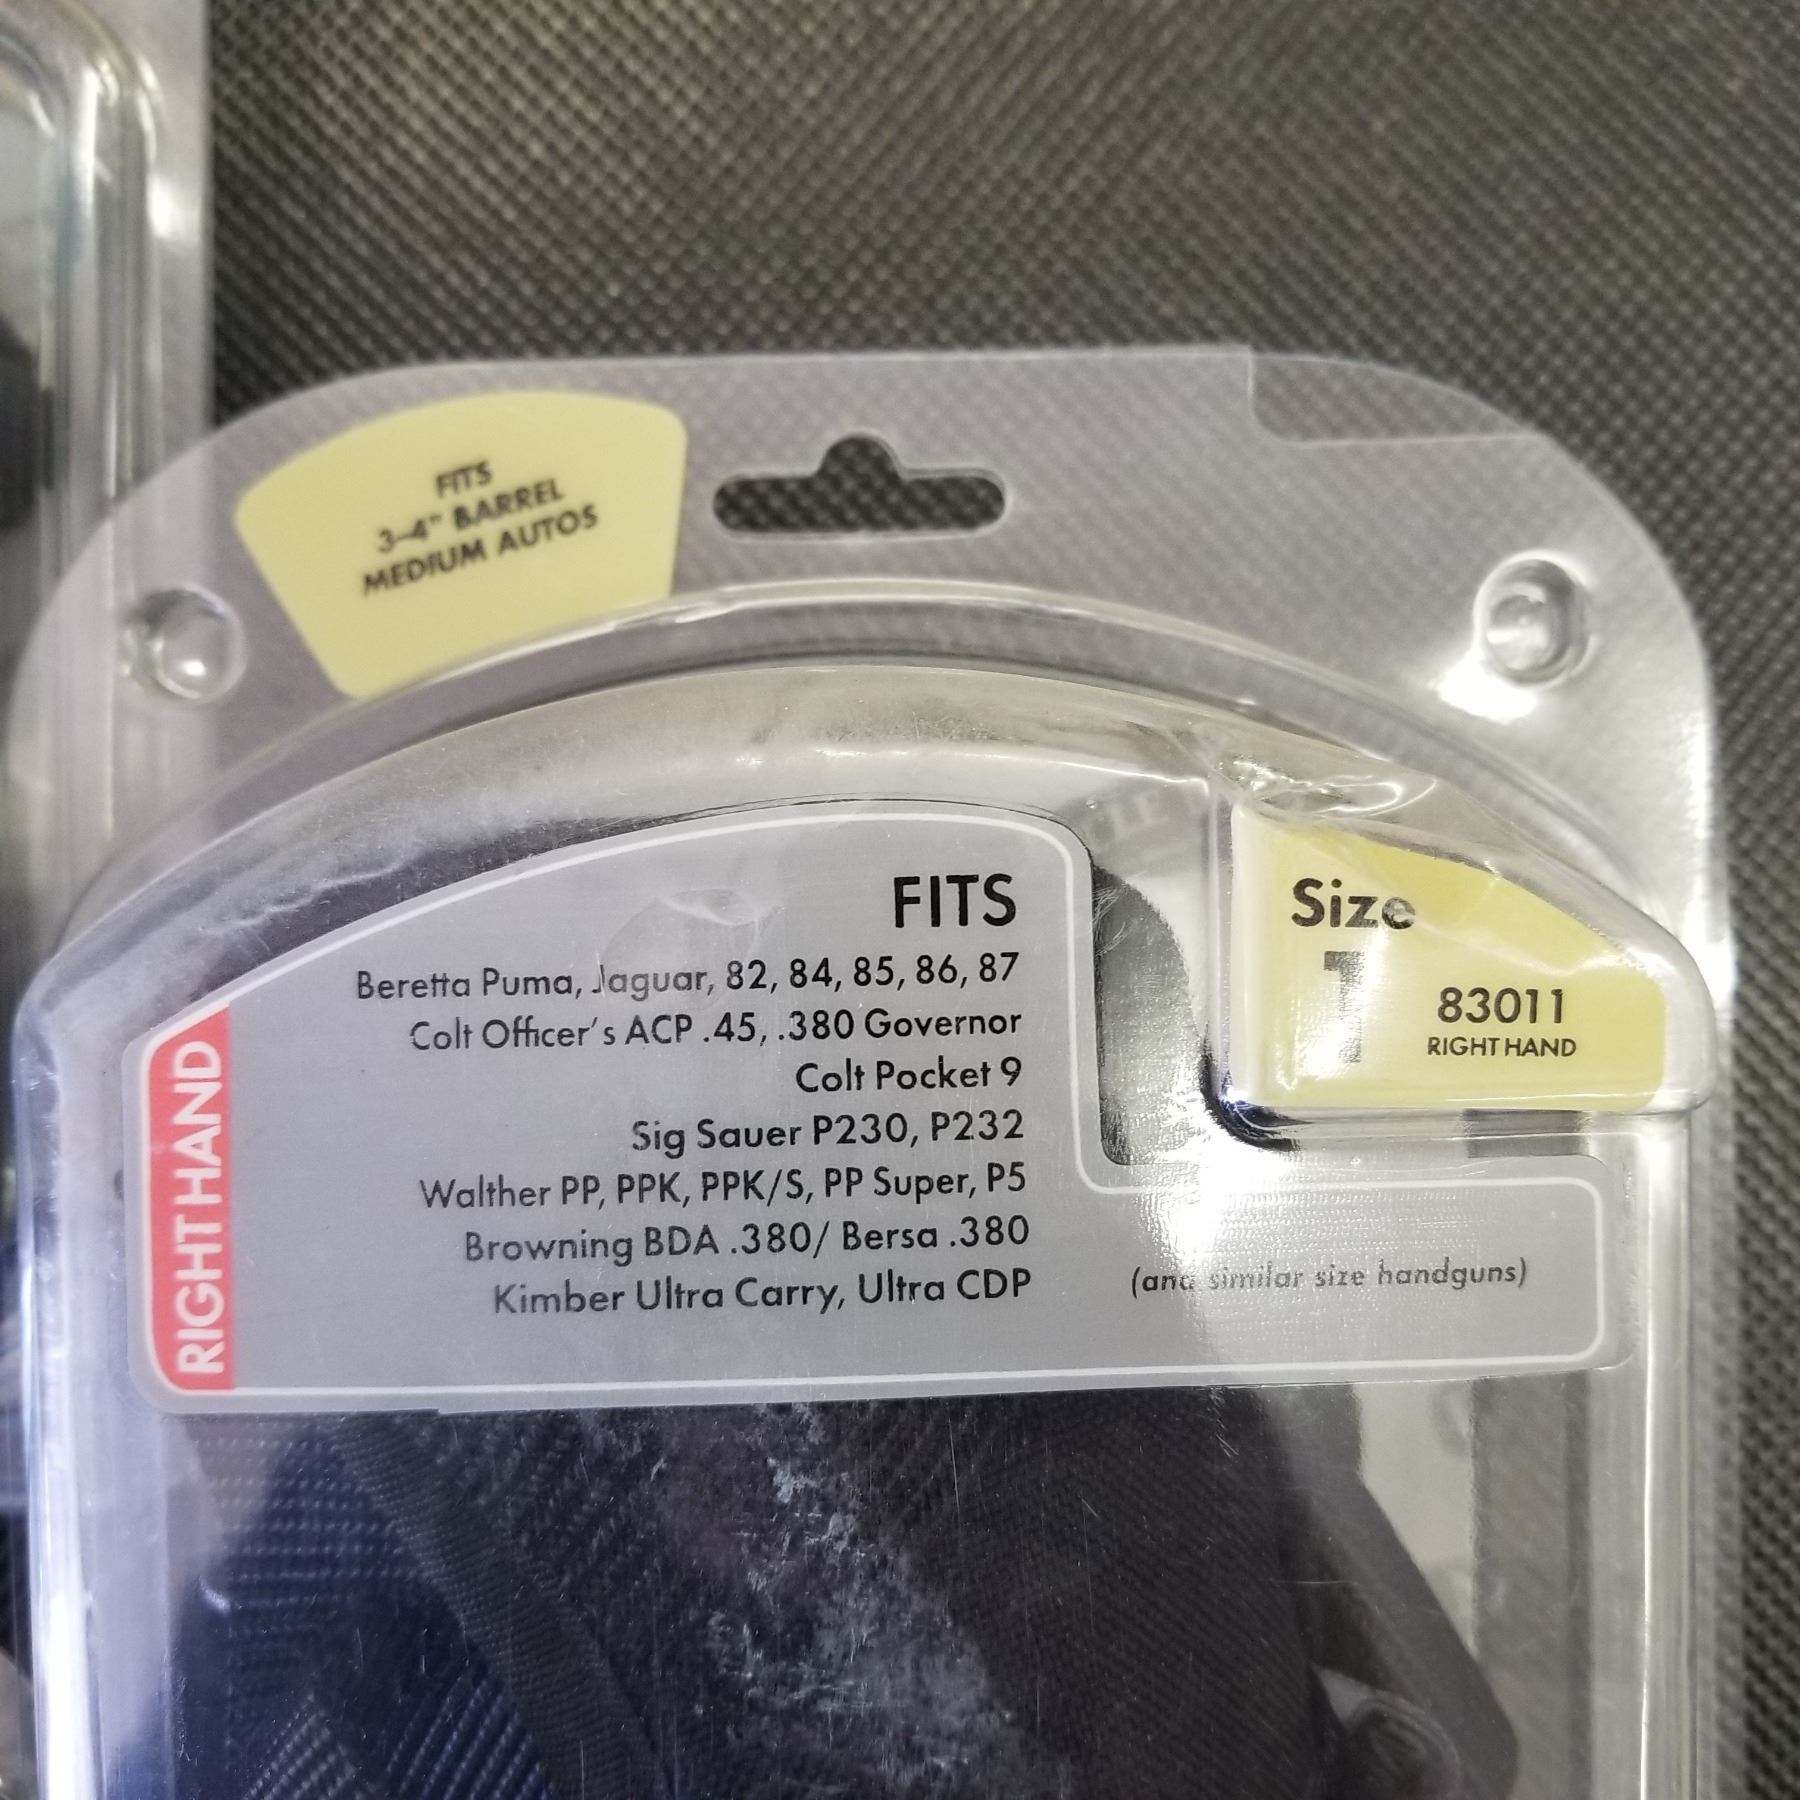 FITS
3-4" BARREL
MEDIUM AUTOS
FITS
Beretta Puma, Jaguar, 82, 84, 85, 86, 87
Colt Officer's ACP .45, .380 Governor
Colt Pocket 9
Sig Sauer P230, P232
Walther PP, PPK, PPK/S, PP Super, P5
Browning BDA .380/ Bersa .380
Kimber Ultra Carry, Ultra CDP
(and similar size handguns)
RIGHT HAND
Size
1
83011
RIGHT HAND